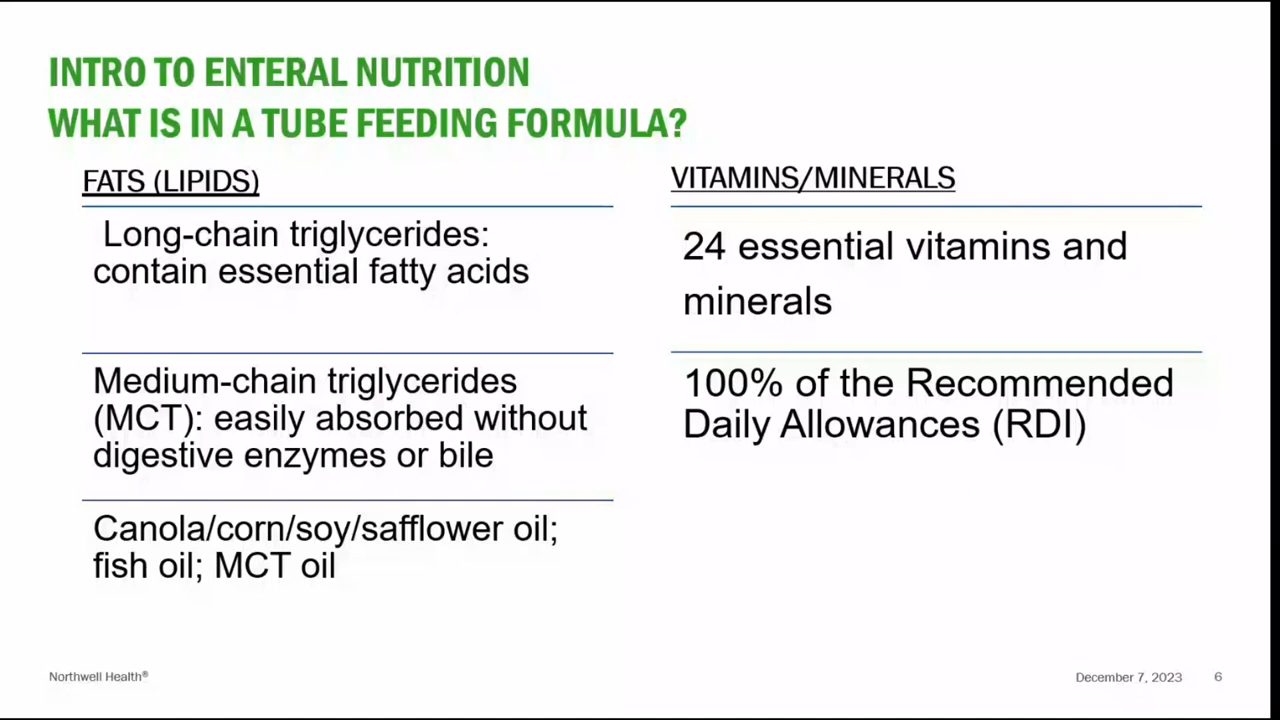 INTRO TO ENTERAL NUTRITION
WHAT IS IN A TUBE FEEDING FORMULA?
FATS (LIPIDS)
Long-chain triglycerides:
contain essential fatty acids
Medium-chain triglycerides
(MCT): easily absorbed without
digestive enzymes or bile
Canola/corn/soy/safflower oil;
fish oil; MCT oil
VITAMINS/MINERALS
24 essential vitamins and
minerals
100% of the Recommended
Daily Allowances (RDI)
Northwell Health®
December 7, 2023 6